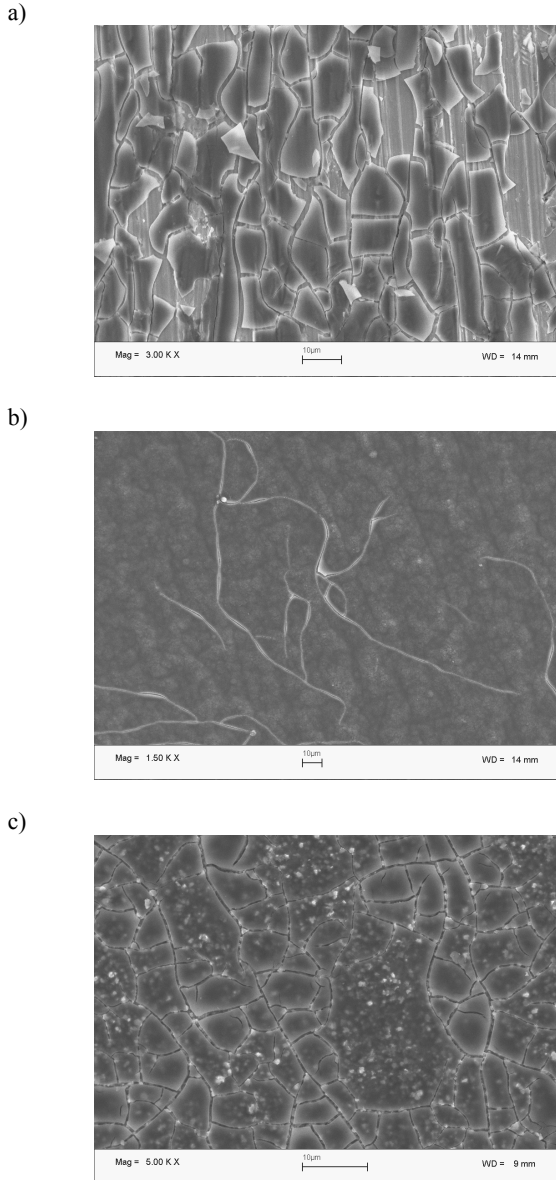 a)
10µm
Mag = 3.00 K X WD = 14 mm
b)
10µm
Mag = 1.50 K X WD = 14 mm
c)
10µm
Mag = 5.00 K X WD = 9 mm